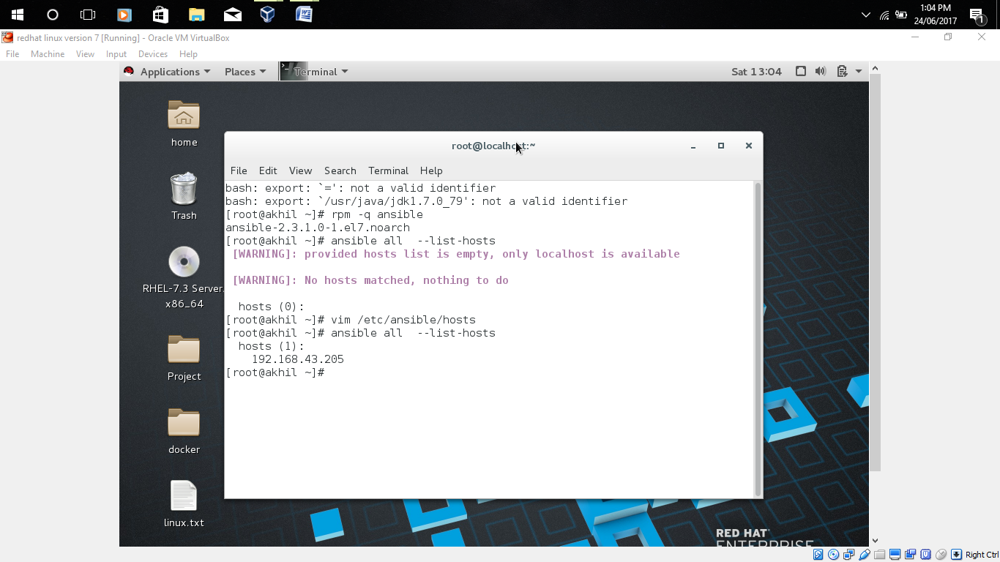 1:04 PM
24/06/2017
1
redhat linux version 7 [Running] - Oracle VM VirtualBox
File Machine View Input Devices Help
Applications Places Terminal Sat 13:04
home
Trash
RHEL-7.3 Server.
x86_64
Project
docker
linux.txt
root@localhost:~
File Edit View Search Terminal Help
bash: export: `=': not a valid identifier
bash: export: `/usr/java/jdk1.7.0_79': not a valid identifier
[root@akhil ~]# rpm -q ansible
ansible-2.3.1.0-1.el7.noarch
[root@akhil ~]# ansible all  --list-hosts
 [WARNING]: provided hosts list is empty, only localhost is available
 [WARNING]: No hosts matched, nothing to do
  hosts (0):
[root@akhil ~]# vim /etc/ansible/hosts
[root@akhil ~]# ansible all  --list-hosts
  hosts (1):
    192.168.43.205
[root@akhil ~]#
RED HAT
ENTERPRISE
Right Ctrl